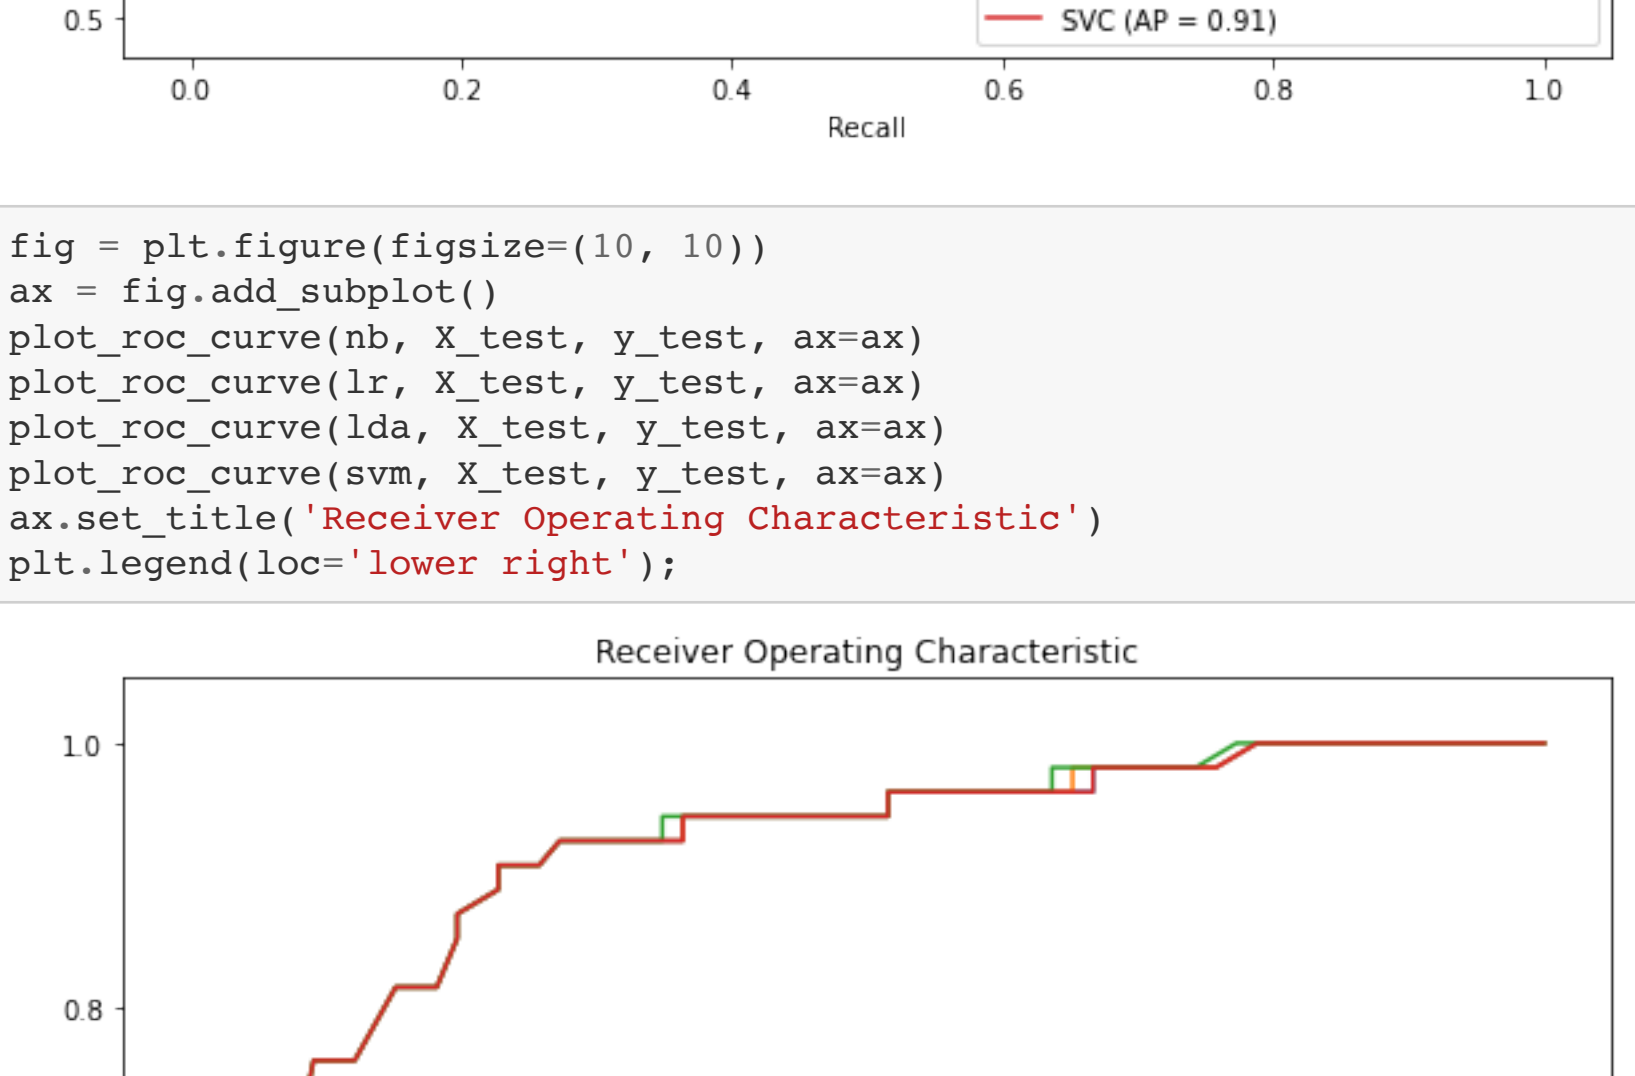 0.5
SVC (AP = 0.91)
0.0 0.2 0.4 0.6 0.8 1.0
Recall
fig = plt.figure(figsize=(10, 10))
ax = fig.add_subplot()
plot_roc_curve(nb, X_test, y_test, ax=ax)
plot_roc_curve(lr, X_test, y_test, ax=ax)
plot_roc_curve(lda, X_test, y_test, ax=ax)
plot_roc_curve(svm, X_test, y_test, ax=ax)
ax.set_title('Receiver Operating Characteristic')
plt.legend(loc='lower right');
Receiver Operating Characteristic
1.0
0.8